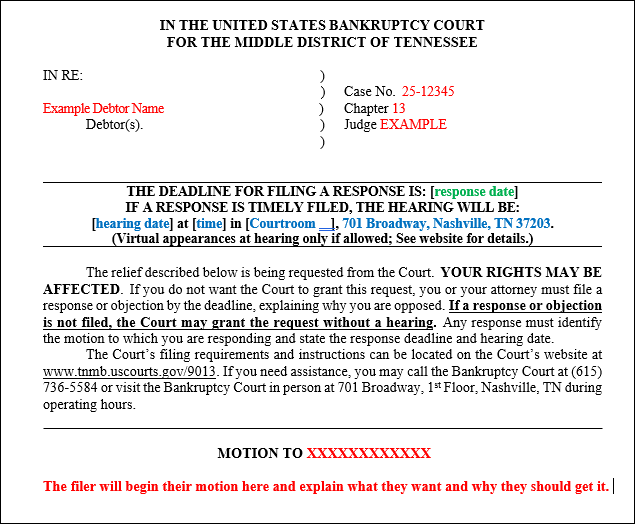 IN THE UNITED STATES BANKRUPTCY COURT
FOR THE MIDDLE DISTRICT OF TENNESSEE
IN RE: )
) Case No. 25-12345
Example Debtor Name ) Chapter 13
Debtor(s). ) Judge EXAMPLE
)
THE DEADLINE FOR FILING A RESPONSE IS: [response date]
IF A RESPONSE IS TIMELY FILED, THE HEARING WILL BE:
[hearing date] at [time] in [Courtroom __], 701 Broadway, Nashville, TN 37203.
(Virtual appearances at hearing only if allowed; See website for details.)
The relief described below is being requested from the Court. YOUR RIGHTS MAY BE
AFFECTED. If you do not want the Court to grant this request, you or your attorney must file a
response or objection by the deadline, explaining why you are opposed. If a response or objection
is not filed, the Court may grant the request without a hearing. Any response must identify
the motion to which you are responding and state the response deadline and hearing date.
The Court's filing requirements and instructions can be located on the Court's website at
www.tnmb.uscourts.gov/9013. If you need assistance, you may call the Bankruptcy Court at (615)
736-5584 or visit the Bankruptcy Court in person at 701 Broadway, 1st Floor, Nashville, TN during
operating hours.
MOTION TO XXXXXXXXXXXX
The filer will begin their motion here and explain what they want and why they should get it.